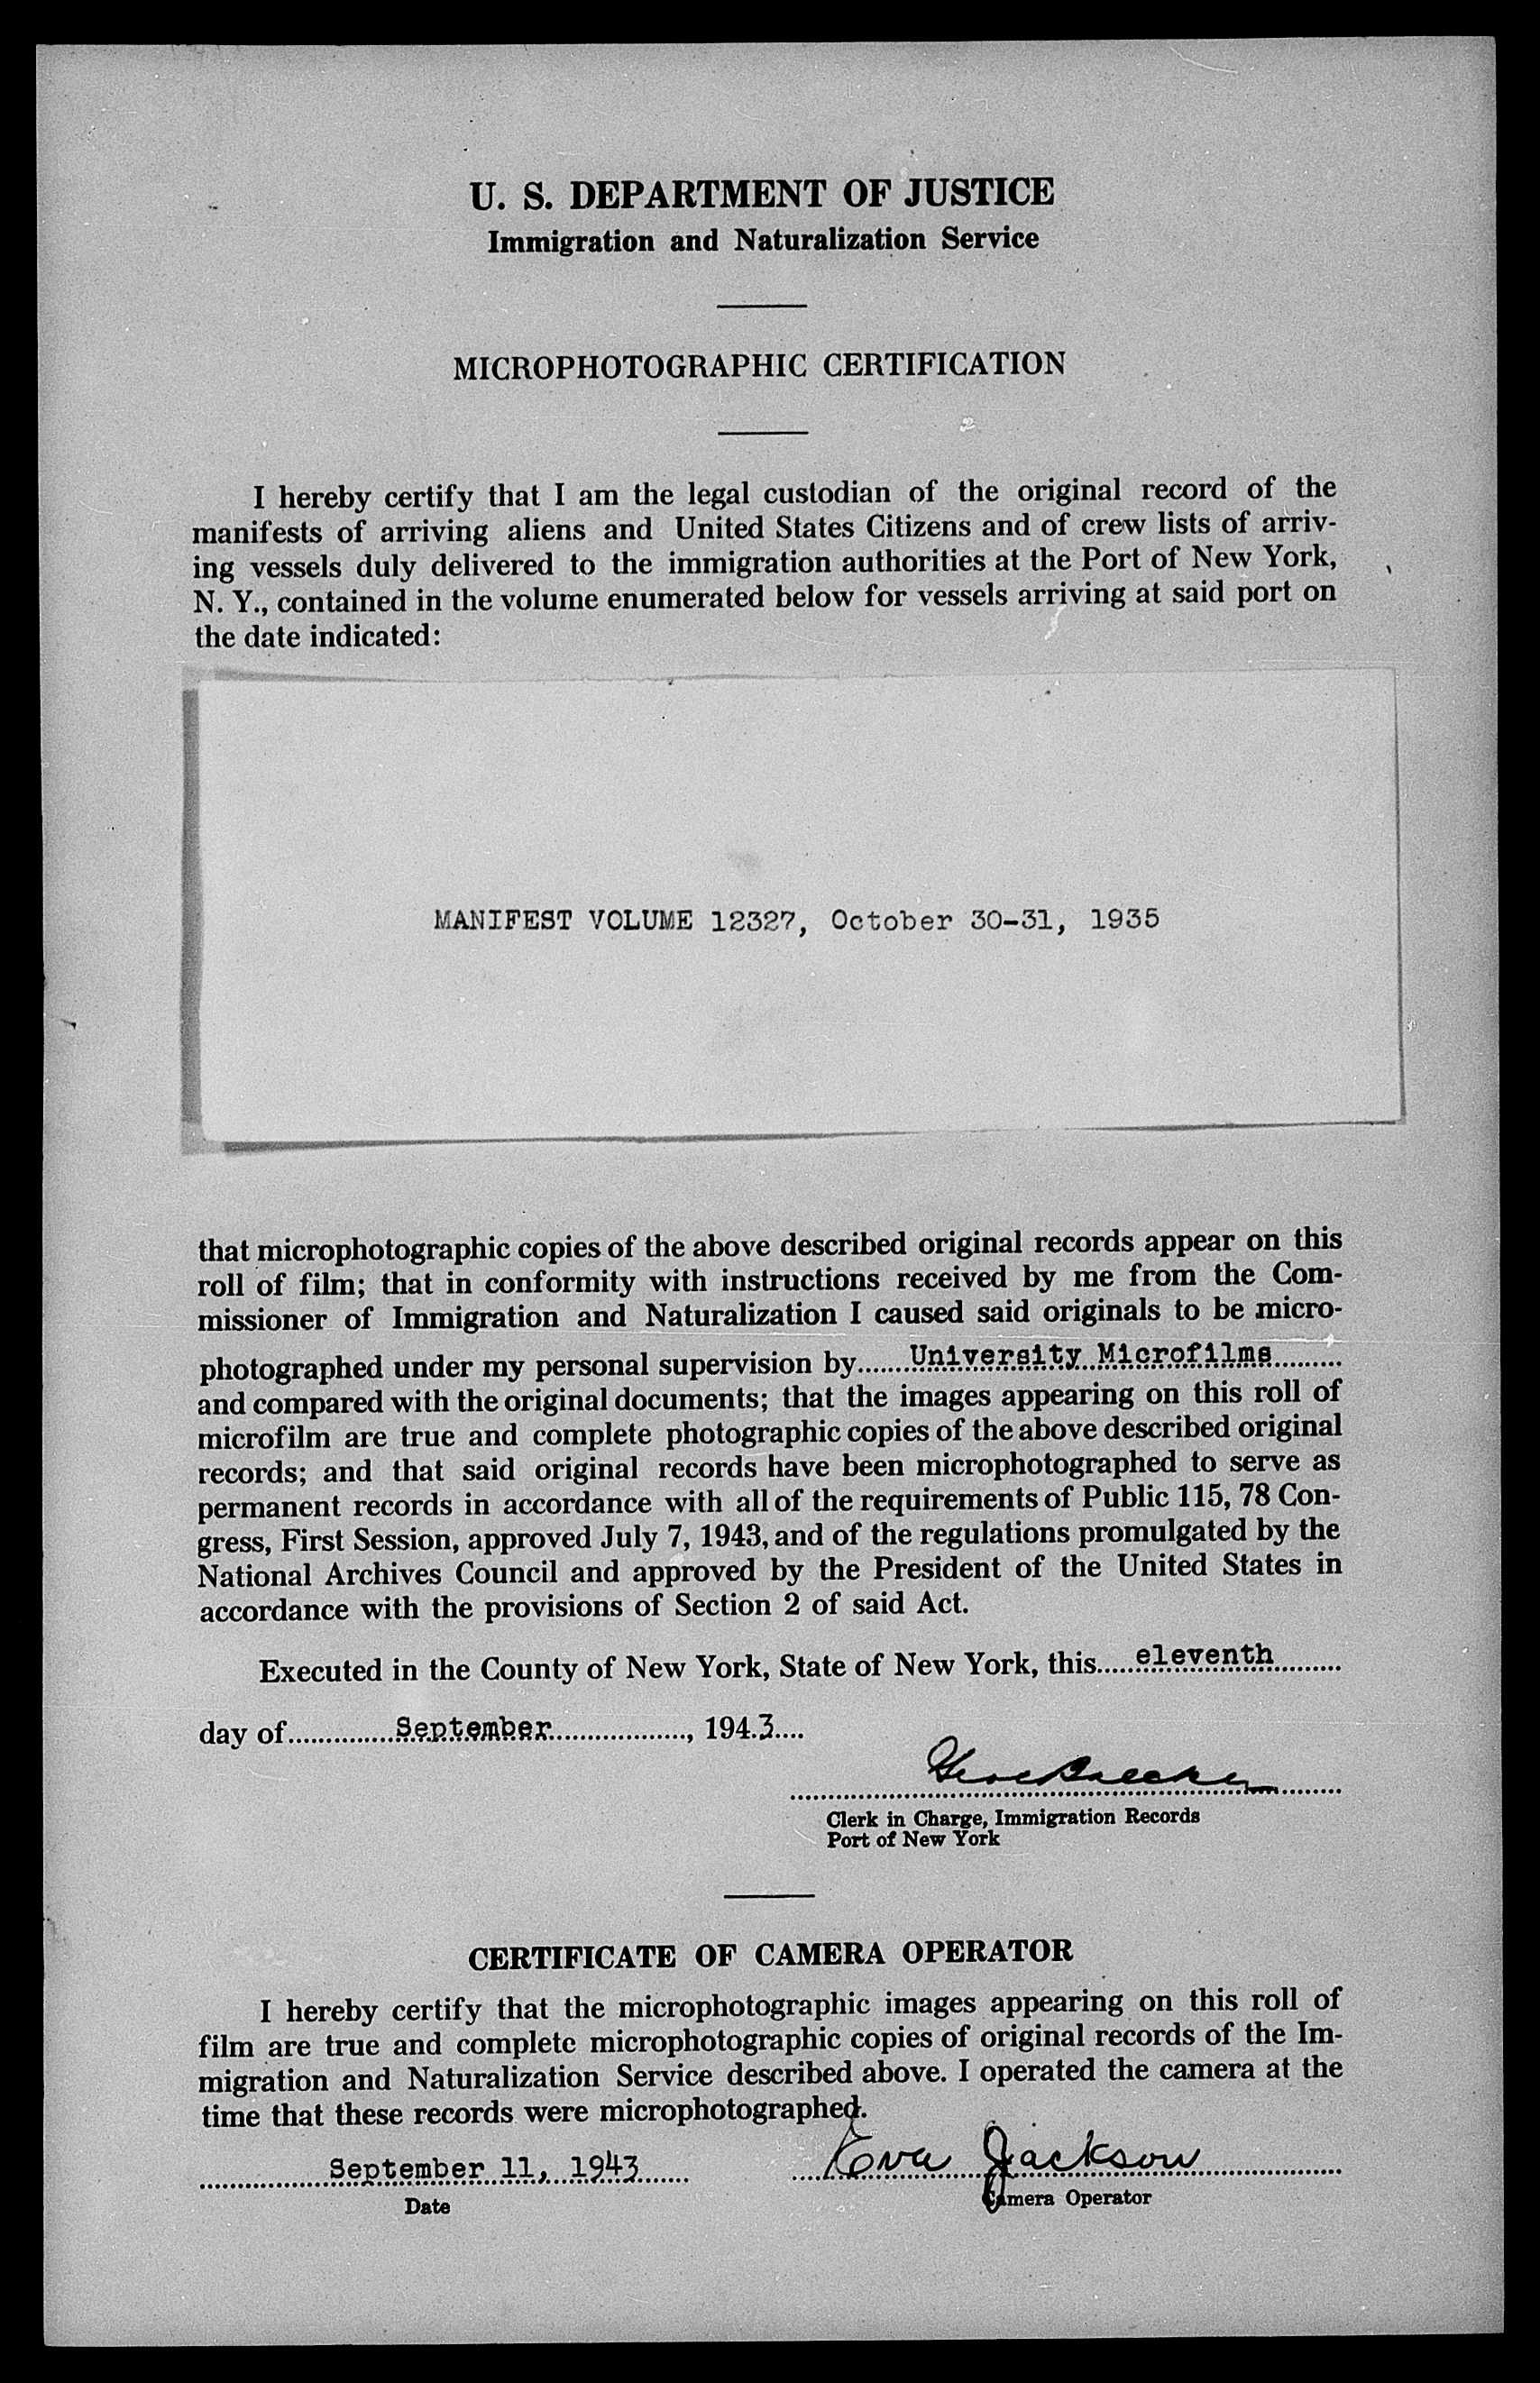 U. S. DEPARTMENT OF JUSTICE
Immigration and Naturalization Service
MICROPHOTOGRAPHIC CERTIFICATION
I hereby certify that I am the legal custodian of the original record of the
manifests of arriving aliens and United States Citizens and of crew lists of arriv-
ing vessels duly delivered to the immigration authorities at the Port of New York,
N. Y., contained in the volume enumerated below for vessels arriving at said port on
the date indicated:
MANIFEST VOLUME 12327, October 30-31, 1935
that microphotographic copies of the above described original records appear on this
roll of film; that in conformity with instructions received by me from the Com-
missioner of Immigration and Naturalization I caused said originals to be micro-
photographed under my personal supervision by University Microfilms
and compared with the original documents; that the images appearing on this roll of
microfilm are true and complete photographic copies of the above described original
records; and that said original records have been microphotographed to serve as
permanent records in accordance with all of the requirements of Public 115, 78 Con-
gress, First Session, approved July 7, 1943, and of the regulations promulgated by the
National Archives Council and approved by the President of the United States in
accordance with the provisions of Section 2 of said Act.
Executed in the County of New York, State of New York, this eleventh
day of September, 1943
Clerk in Charge, Immigration Records
Port of New York
CERTIFICATE OF CAMERA OPERATOR
I hereby certify that the microphotographic images appearing on this roll of
film are true and complete microphotographic copies of original records of the Im-
migration and Naturalization Service described above. I operated the camera at the
time that these records were microphotographed.
September 11, 1943 Eva Jackson
Date Camera Operator